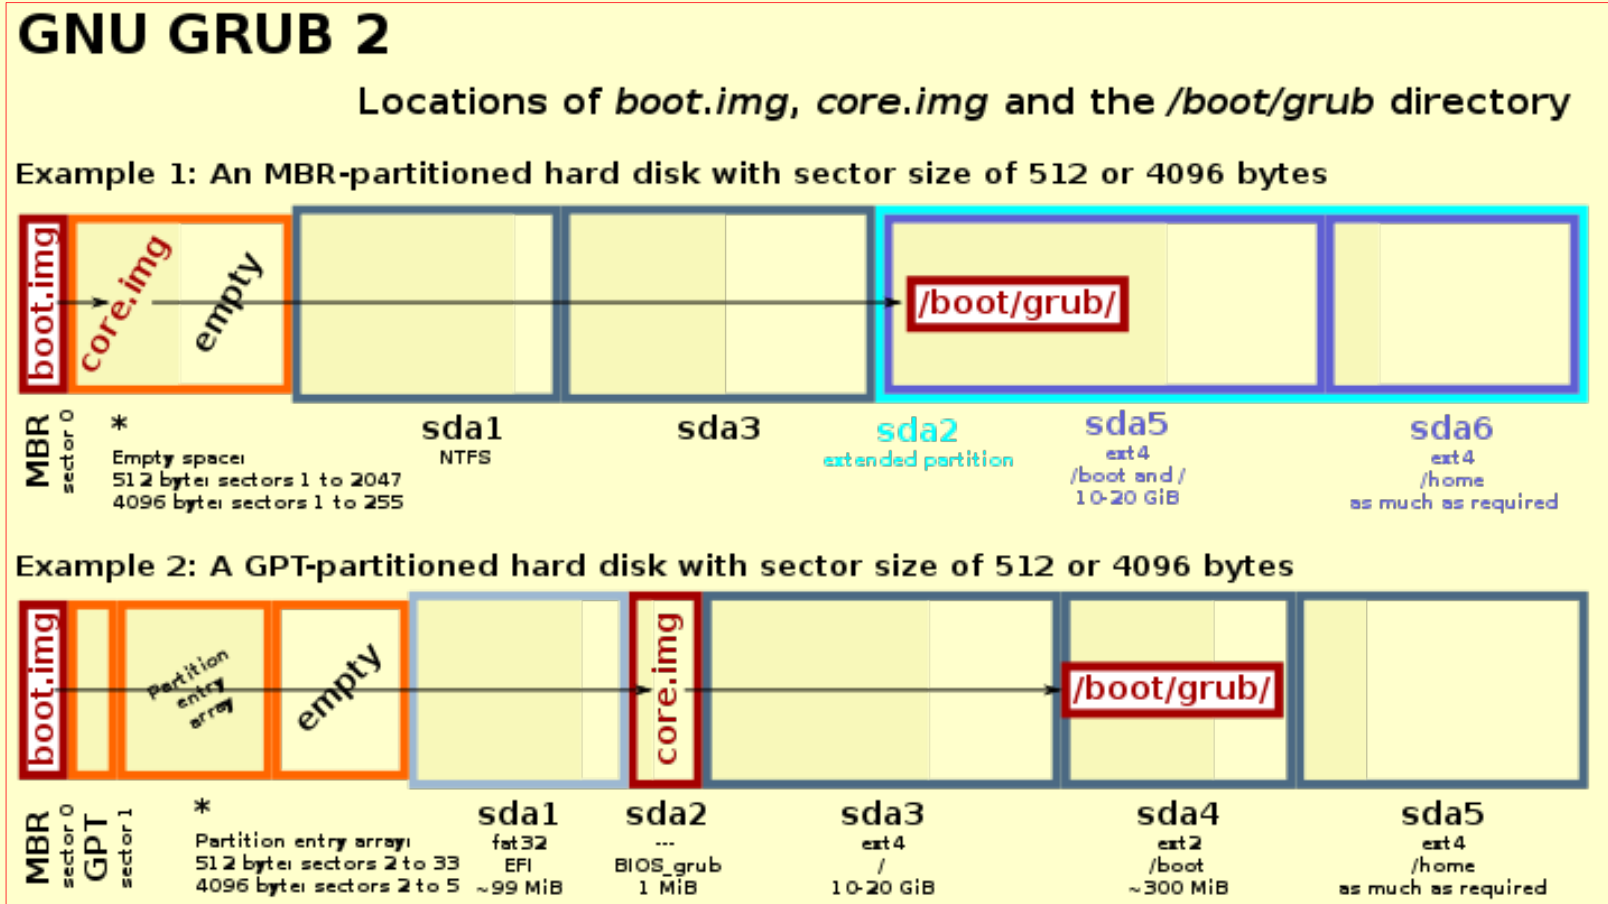 GNU GRUB 2
Locations of boot.img, core.img and the /boot/grub directory
Example 1: An MBR-partitioned hard disk with sector size of 512 or 4096 bytes
boot.img
core.img
empty
/boot/grub/
MBR
sector 0
*
Empty space:
512 byte: sectors 1 to 2047
4096 byte: sectors 1 to 255
sda1
NTFS
sda3
sda2
extended partition
sda5
ext4
/boot and /
10-20 GiB
sda6
ext4
/home
as much as required
Example 2: A GPT-partitioned hard disk with sector size of 512 or 4096 bytes
boot.img
Partition
entry
array
empty
core.img
/boot/grub/
MBR
sector 0
GPT
sector 1
*
Partition entry array:
512 byte: sectors 2 to 33
4096 byte: sectors 2 to 5
sda1
fat32
EFI
~99 MiB
sda2
---
BIOS_grub
1 MiB
sda3
ext4
/
10-20 GiB
sda4
ext2
/boot
~300 MiB
sda5
ext4
/home
as much as required